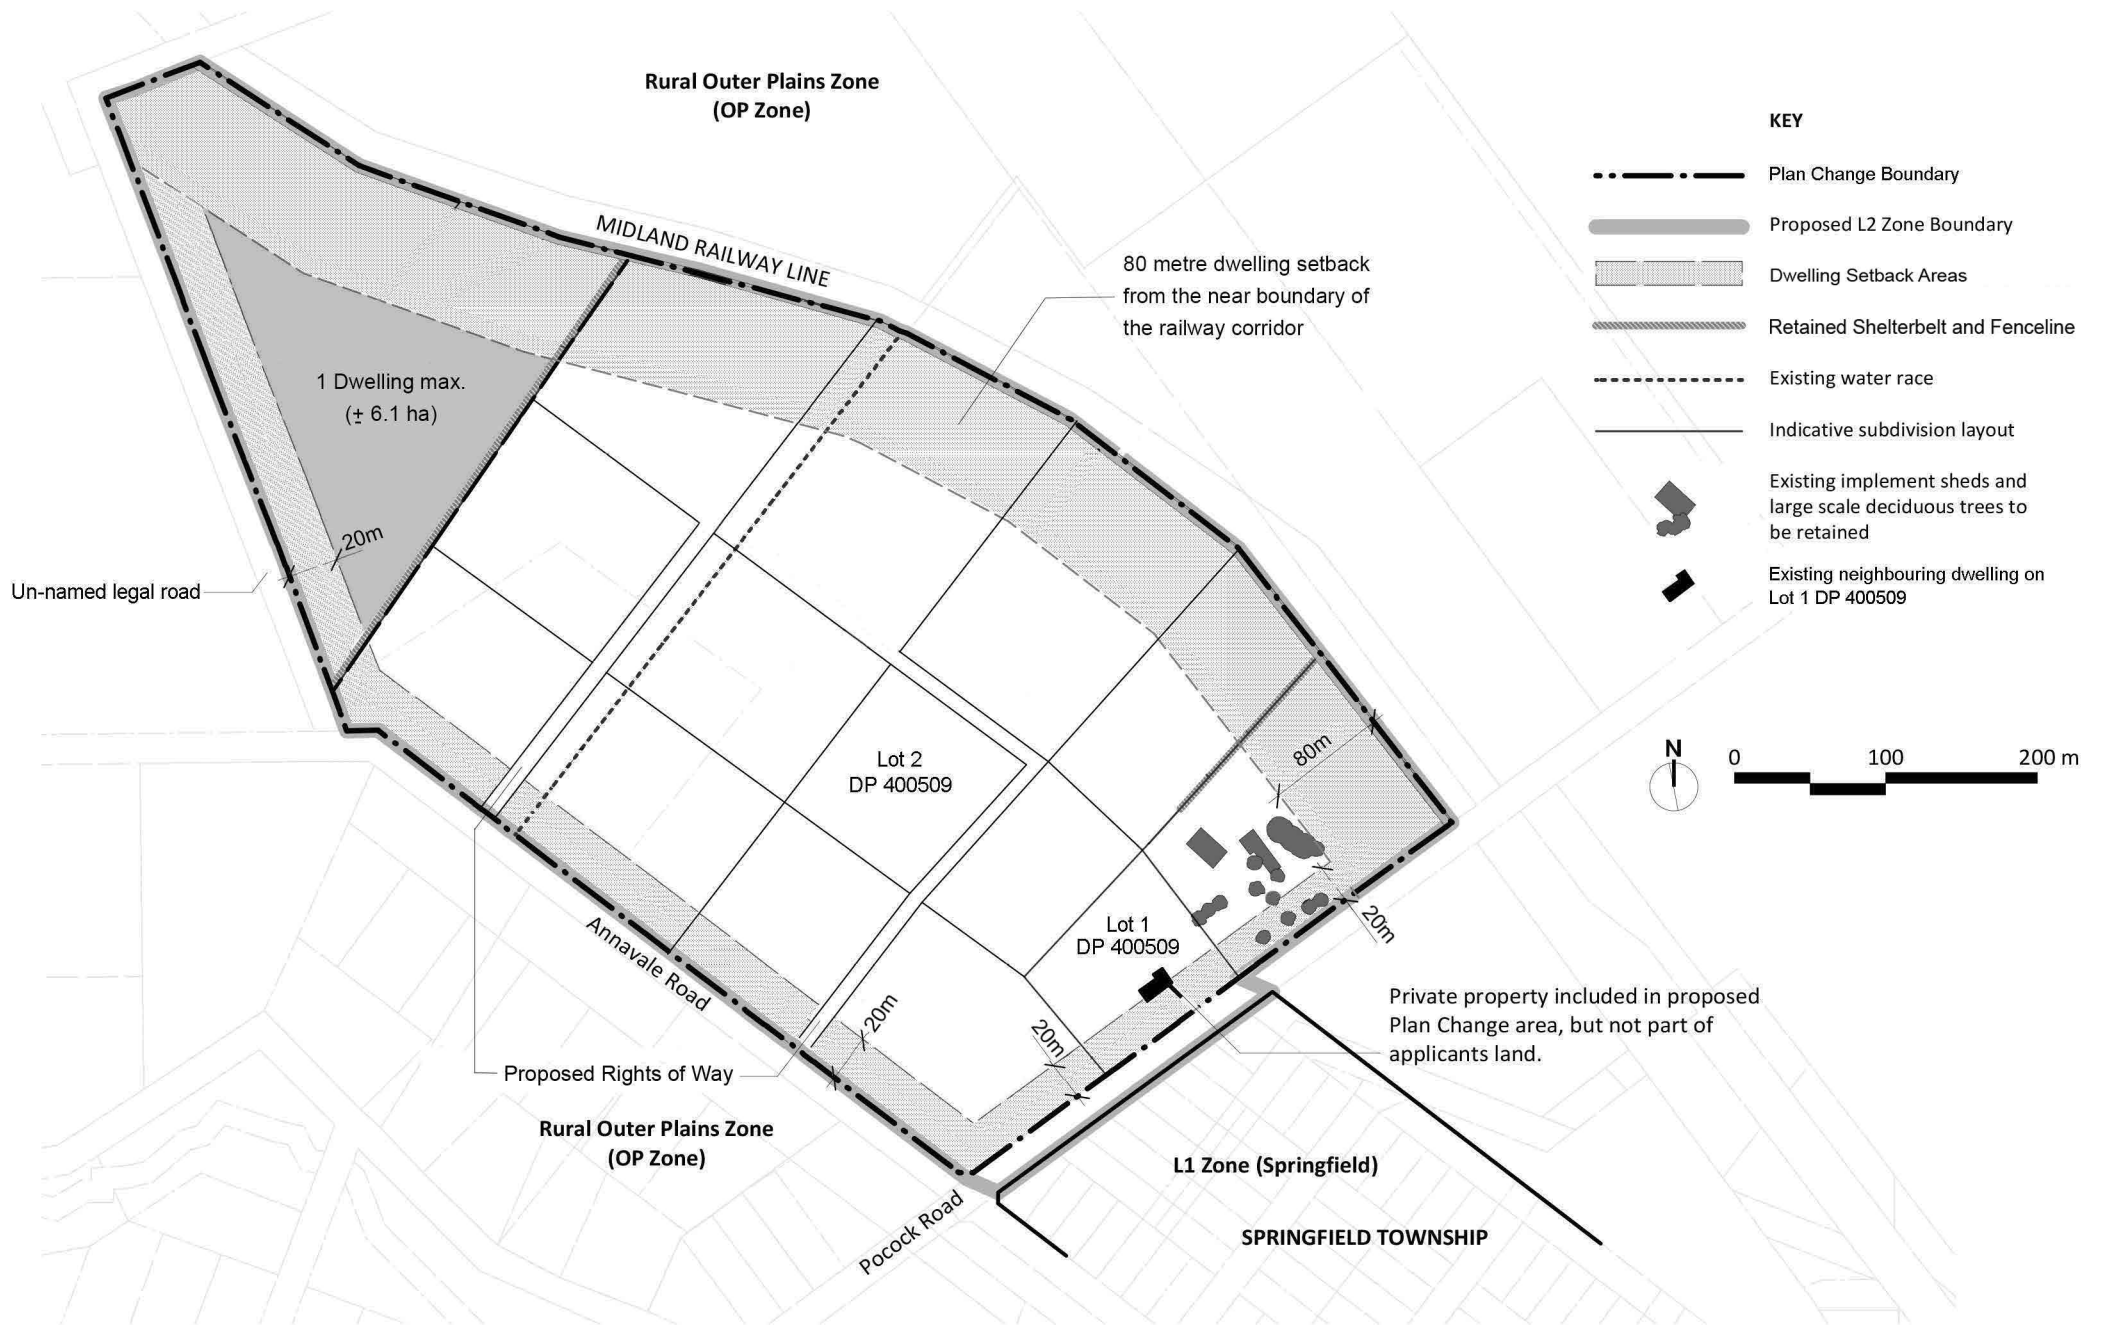 Rural Outer Plains Zone
(OP Zone)
MIDLAND RAILWAY LINE
80 metre dwelling setback
from the near boundary of
the railway corridor
1 Dwelling max.
(± 6.1 ha)
20m
Un-named legal road
Lot 2
DP 400509
80m
Lot 1
DP 400509
20m
Annavale Road
20m
20m
Private property included in proposed
Plan Change area, but not part of
applicants land.
Proposed Rights of Way
Rural Outer Plains Zone
(OP Zone)
Pocock Road
L1 Zone (Springfield)
SPRINGFIELD TOWNSHIP
KEY
Plan Change Boundary
Proposed L2 Zone Boundary
Dwelling Setback Areas
Retained Shelterbelt and Fenceline
Existing water race
Indicative subdivision layout
Existing implement sheds and
large scale deciduous trees to
be retained
Existing neighbouring dwelling on
Lot 1 DP 400509
N
0 100 200 m